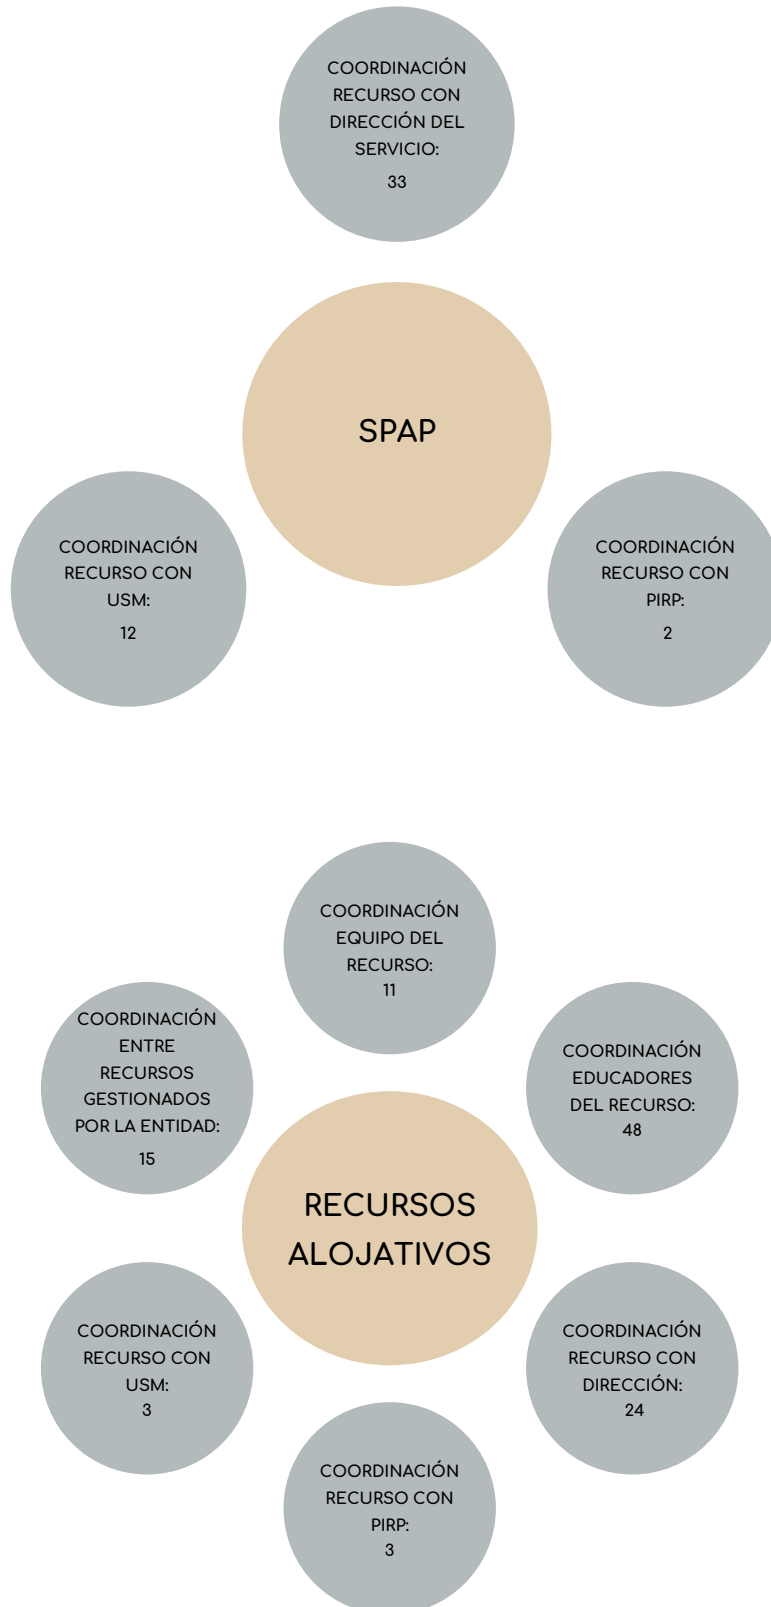 COORDINACIÓN
RECURSO CON
DIRECCIÓN DEL
SERVICIO:
33
SPAP
COORDINACIÓN
RECURSO CON
USM:
12
COORDINACIÓN
RECURSO CON
PIRP:
2
COORDINACIÓN
EQUIPO DEL
RECURSO:
11
COORDINACIÓN
ENTRE
RECURSOS
GESTIONADOS
POR LA ENTIDAD:
15
COORDINACIÓN
EDUCADORES
DEL RECURSO:
48
RECURSOS
ALOJATIVOS
COORDINACIÓN
RECURSO CON
USM:
3
COORDINACIÓN
RECURSO CON
DIRECCIÓN:
24
COORDINACIÓN
RECURSO CON
PIRP:
3